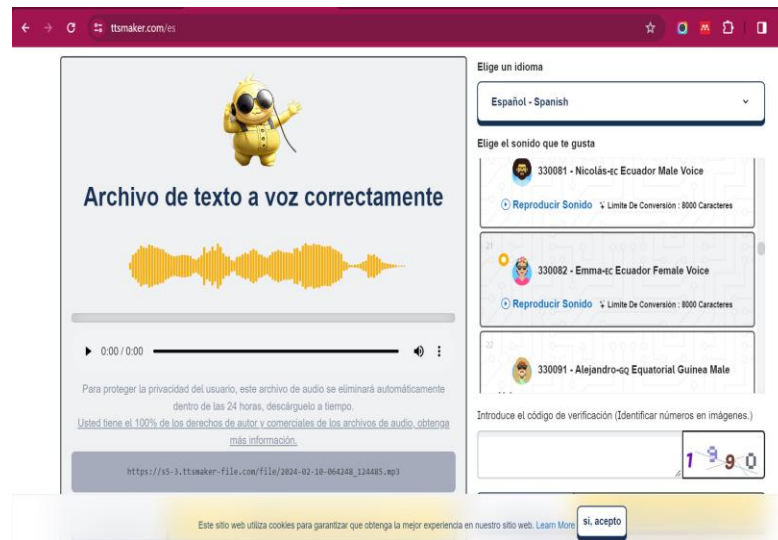 ttsmaker.com/es
Archivo de texto a voz correctamente
0:00 / 0:00
Para proteger la privacidad del usuario, este archivo de audio se eliminará automáticamente
dentro de las 24 horas, descárguelo a tiempo.
Usted tiene el 100% de los derechos de autor y comerciales de los archivos de audio, obtenga
más información.
https://s5-3.ttsmaker-file.com/file/2024-02-10-064248_124485.mp3
Elige un idioma
Español - Spanish
Elige el sonido que te gusta
330081 - Nicolás-EC Ecuador Male Voice
Reproducir Sonido Limite De Conversión : 8000 Caracteres
21
330082 - Emma-EC Ecuador Female Voice
Reproducir Sonido Limite De Conversión : 8000 Caracteres
22
330091 - Alejandro-GQ Equatorial Guinea Male
Introduce el código de verificación (Identificar números en imágenes.)
1990
Este sitio web utiliza cookies para garantizar que obtenga la mejor experiencia en nuestro sitio web. Learn More
si, acepto